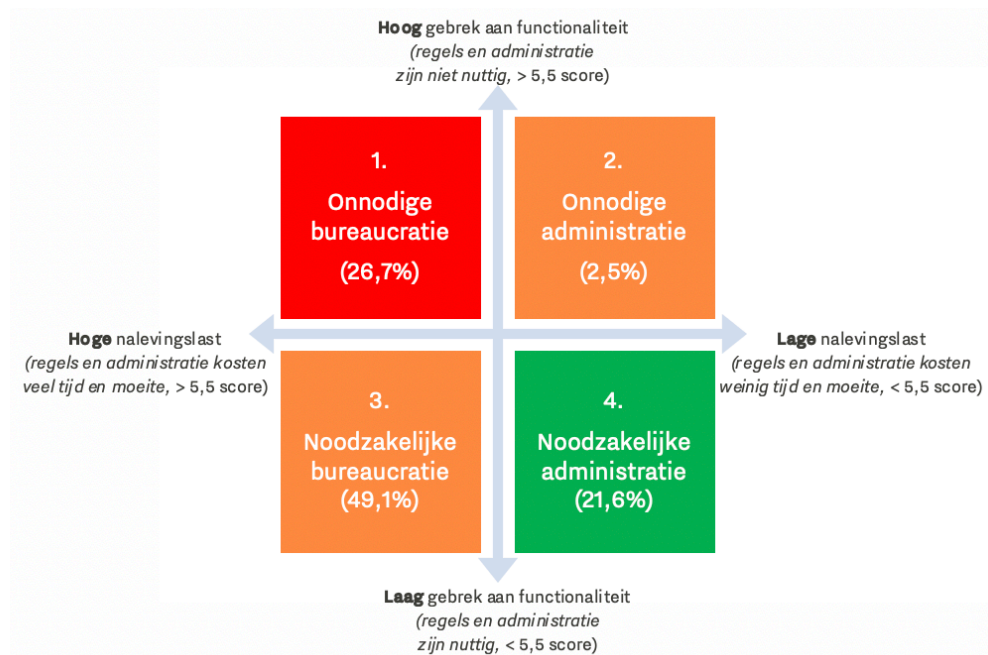 Hoog gebrek aan functionaliteit
(regels en administratie
zijn niet nuttig, > 5,5 score)
1.
Onnodige
bureaucratie
(26,7%)
2.
Onnodige
administratie
(2,5%)
Hoge nalevingslast
(regels en administratie kosten
veel tijd en moeite, > 5,5 score)
Lage nalevingslast
(regels en administratie kosten
weinig tijd en moeite, < 5,5 score)
3.
Noodzakelijke
bureaucratie
(49,1%)
4.
Noodzakelijke
administratie
(21,6%)
Laag gebrek aan functionaliteit
(regels en administratie
zijn nuttig, < 5,5 score)